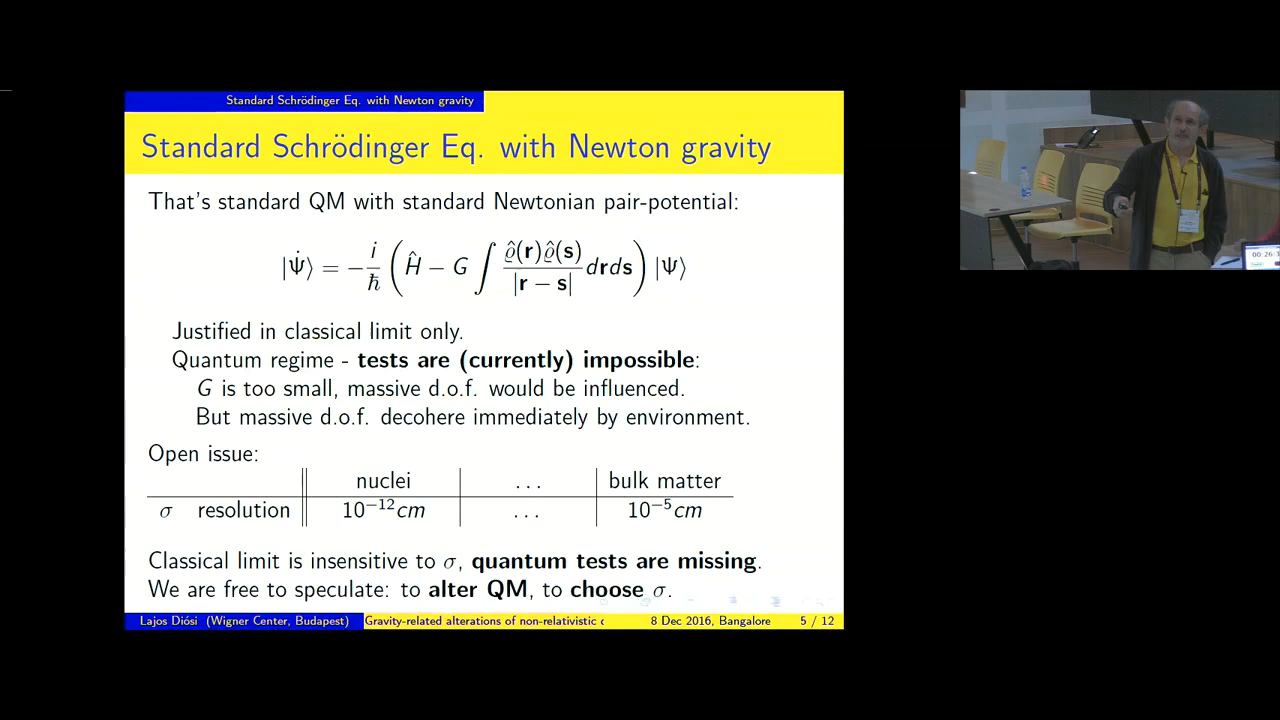 Standard Schrödinger Eq. with Newton gravity
Standard Schrödinger Eq. with Newton gravity
That's standard QM with standard Newtonian pair-potential:
|Ψ̇⟩ = −i/ħ (Ĥ − G ∫ ϱ̂(r)ϱ̂(s)/|r − s| drds) |Ψ⟩
Justified in classical limit only.
Quantum regime - tests are (currently) impossible:
G is too small, massive d.o.f. would be influenced.
But massive d.o.f. decohere immediately by environment.
Open issue:
nuclei ... bulk matter
σ resolution 10⁻¹²cm ... 10⁻⁵cm
Classical limit is insensitive to σ, quantum tests are missing.
We are free to speculate: to alter QM, to choose σ.
Lajos Diósi (Wigner Center, Budapest) Gravity-related alterations of non-relativistic 8 Dec 2016, Bangalore 5 / 12